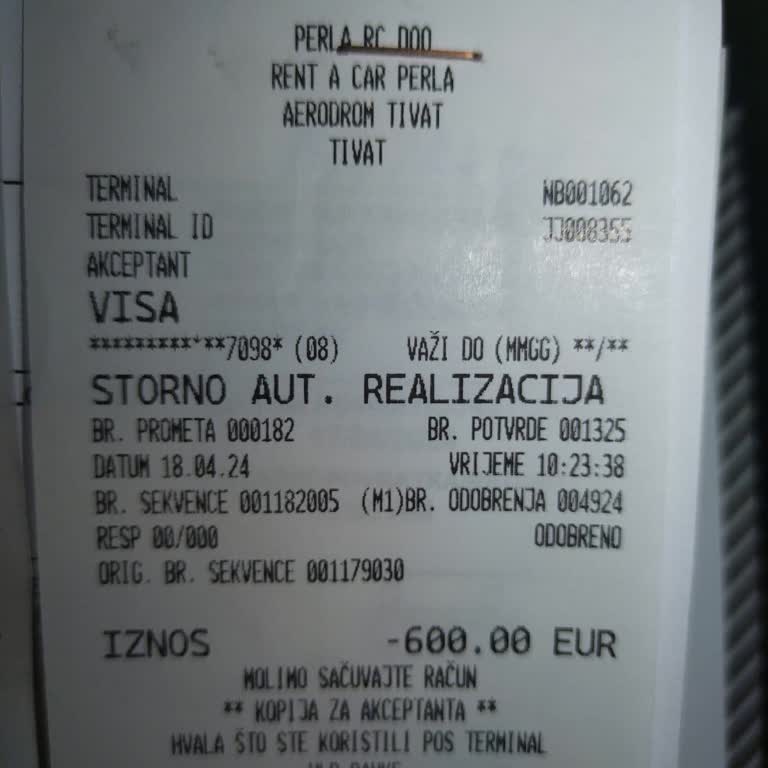 PERLA RC DOO
RENT A CAR PERLA
AERODROM TIVAT
TIVAT
TERMINAL NB001062
TERMINAL ID JJ008355
AKCEPTANT
VISA
**********7098* (08) VAŽI DO (MMGG) **/**
STORNO AUT. REALIZACIJA
BR. PROMETA 000182 BR. POTVRDE 001325
DATUM 18.04.24 VRIJEME 10:23:38
BR. SEKVENCE 001182005 (M1)BR. ODOBRENJA 004924
RESP 00/000 ODOBRENO
ORIG. BR. SEKVENCE 001179030
IZNOS -600.00 EUR
MOLIMO SAČUVAJTE RAČUN
** KOPIJA ZA AKCEPTANTA **
HVALA ŠTO STE KORISTILI POS TERMINAL